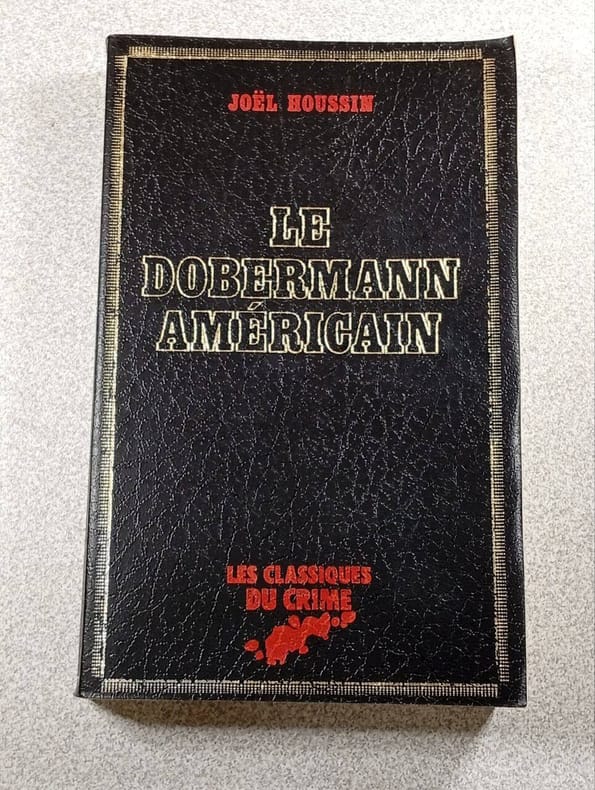 JOËL HOUSSIN
LE
DOBERMANN
AMÉRICAIN
LES CLASSIQUES
DU CRIME